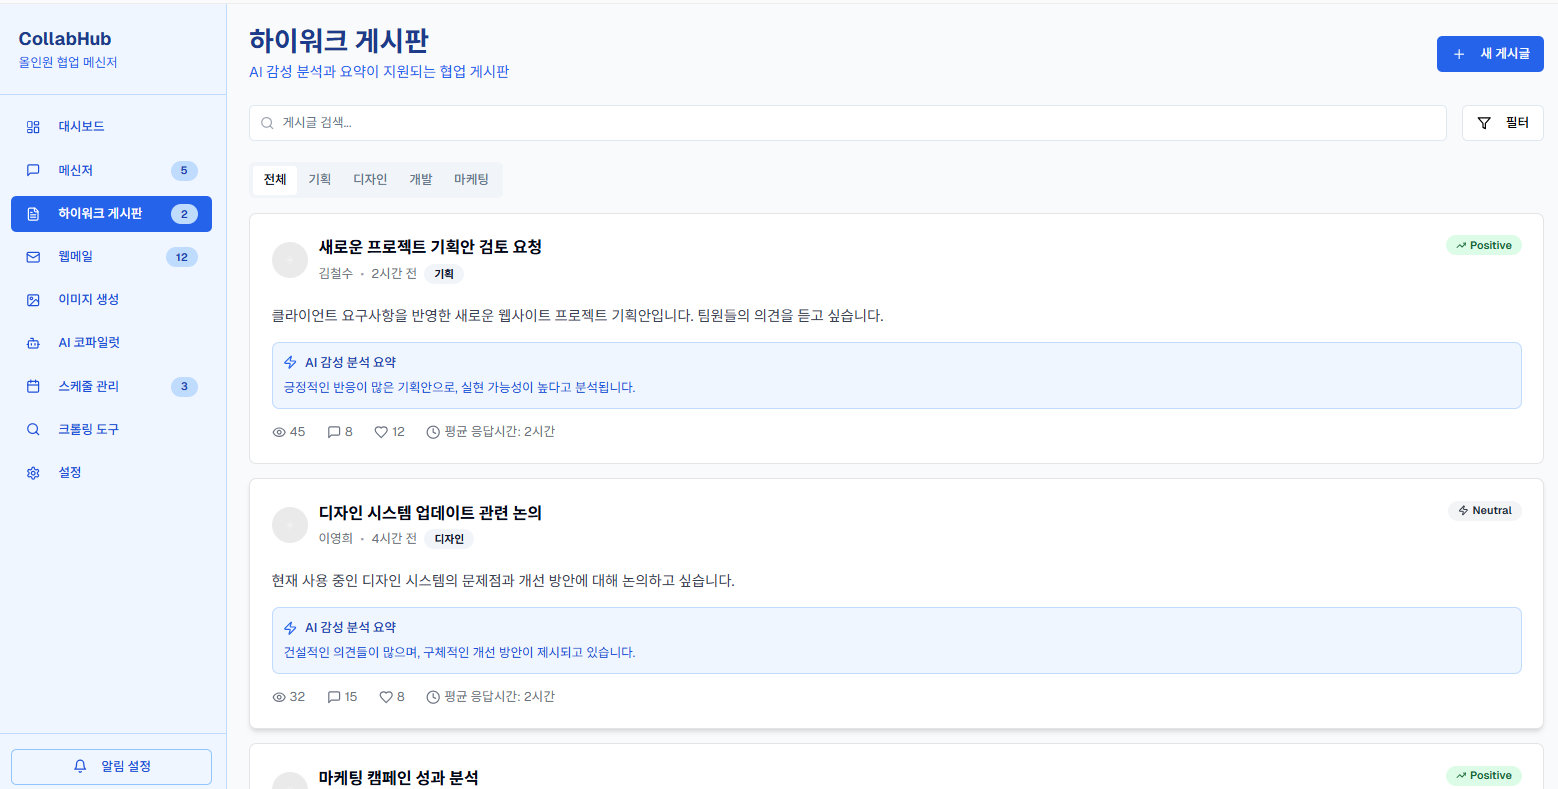 CollabHub
올인원 협업 메신저
대시보드
메신저 5
하이워크 게시판 2
웹메일 12
이미지 생성
AI 코파일럿
스케줄 관리 3
크롤링 도구
설정
알림 설정
하이워크 게시판
AI 감성 분석과 요약이 지원되는 협업 게시판
새 게시글
게시글 검색...
필터
전체 기획 디자인 개발 마케팅
새로운 프로젝트 기획안 검토 요청
Positive
김철수 • 2시간 전 기획
클라이언트 요구사항을 반영한 새로운 웹사이트 프로젝트 기획안입니다. 팀원들의 의견을 듣고 싶습니다.
AI 감성 분석 요약
긍정적인 반응이 많은 기획안으로, 실현 가능성이 높다고 분석됩니다.
45 8 12 평균 응답시간: 2시간
디자인 시스템 업데이트 관련 논의
Neutral
이영희 • 4시간 전 디자인
현재 사용 중인 디자인 시스템의 문제점과 개선 방안에 대해 논의하고 싶습니다.
AI 감성 분석 요약
건설적인 의견들이 많으며, 구체적인 개선 방안이 제시되고 있습니다.
32 15 8 평균 응답시간: 2시간
마케팅 캠페인 성과 분석
Positive